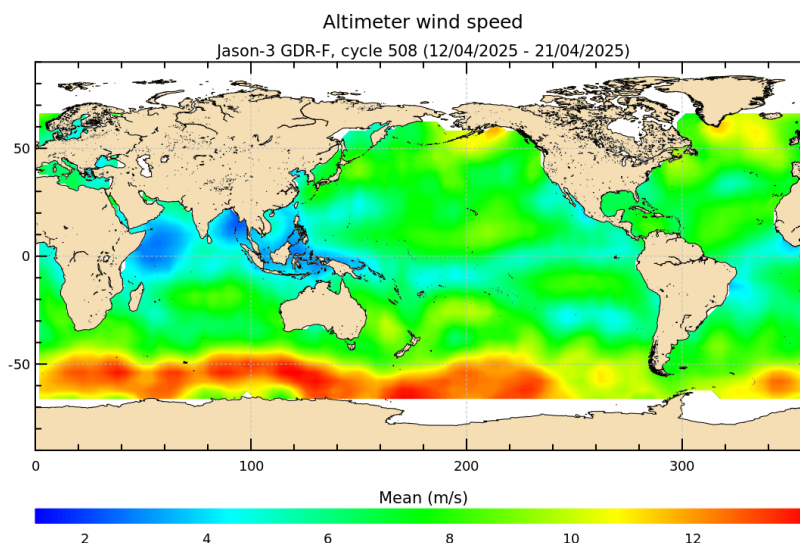 Altimeter wind speed
Jason-3 GDR-F, cycle 508 (12/04/2025 - 21/04/2025)
50
0
-50
0 100 200 300
Mean (m/s)
2 4 6 8 10 12